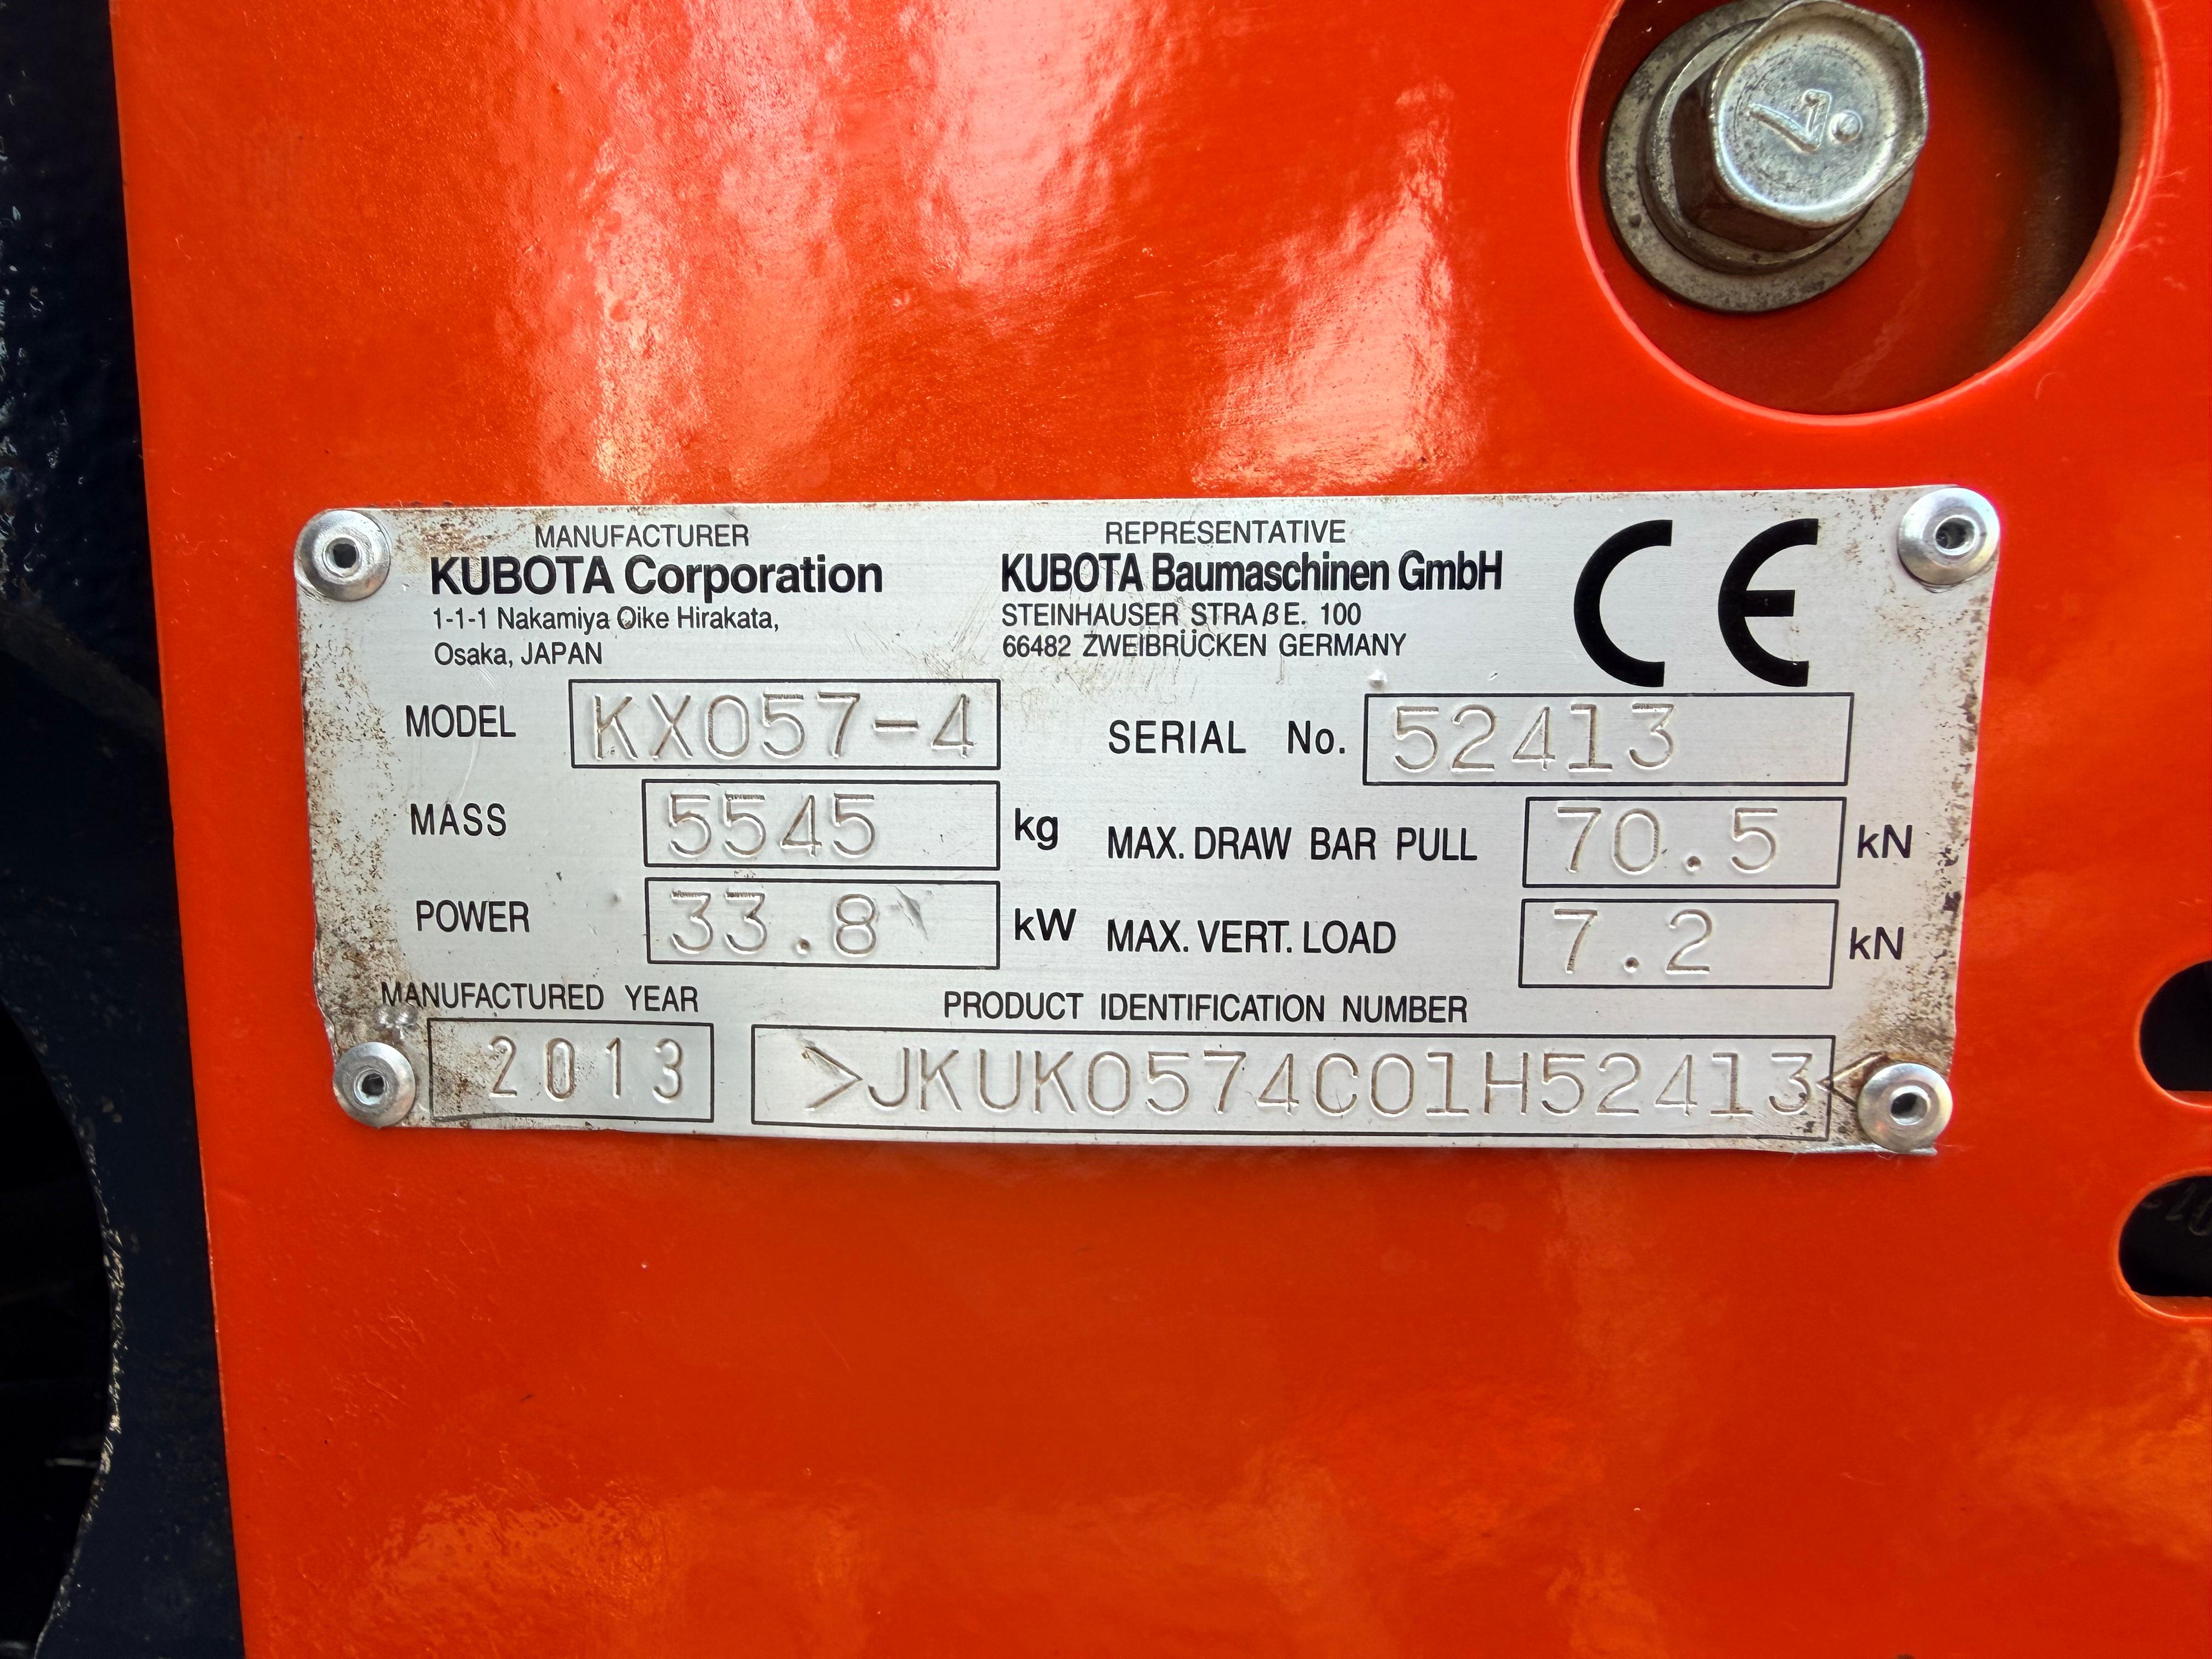 MANUFACTURER
KUBOTA Corporation
1-1-1 Nakamiya Oike Hirakata,
Osaka, JAPAN
REPRESENTATIVE
KUBOTA Baumaschinen GmbH
STEINHAUSER STRAßE. 100
66482 ZWEIBRÜCKEN GERMANY
CE
MODEL KX057-4
SERIAL No. 52413
MASS 5545 kg
MAX. DRAW BAR PULL 70.5 kN
POWER 33.8 kW
MAX. VERT. LOAD 7.2 kN
MANUFACTURED YEAR
2013
PRODUCT IDENTIFICATION NUMBER
>JKUK0574C01H52413<